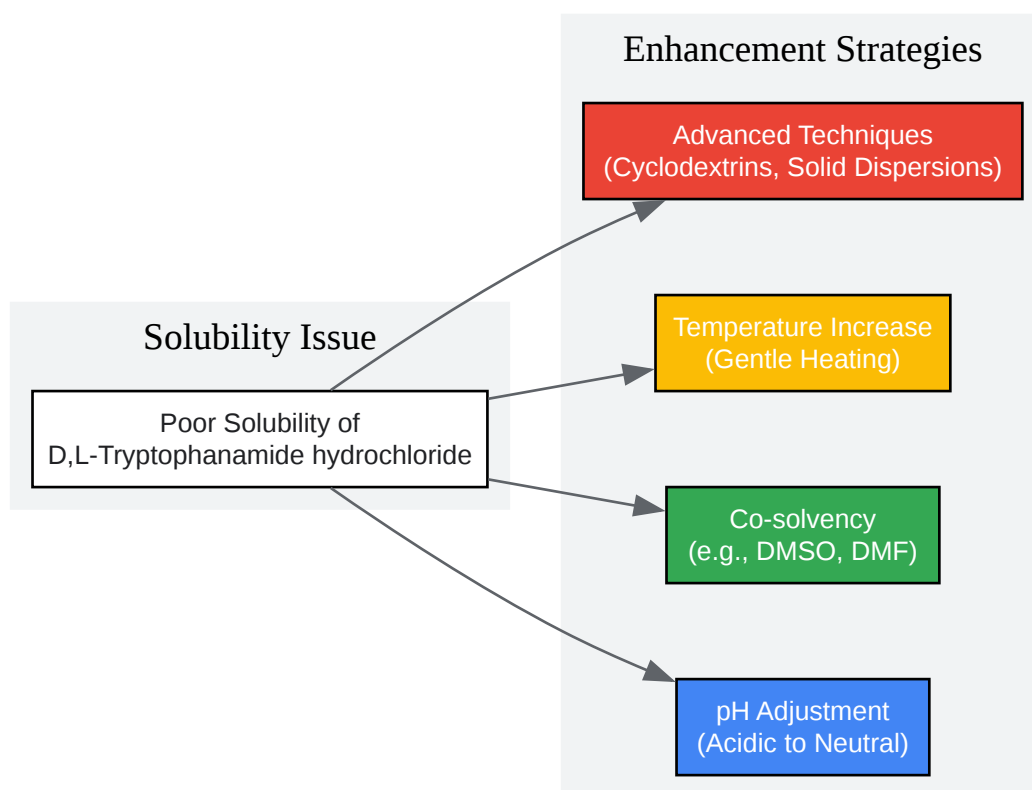 Solubility Issue
Poor Solubility of
D,L-Tryptophanamide hydrochloride
Enhancement Strategies
Advanced Techniques
(Cyclodextrins, Solid Dispersions)
Temperature Increase
(Gentle Heating)
Co-solvency
(e.g., DMSO, DMF)
pH Adjustment
(Acidic to Neutral)